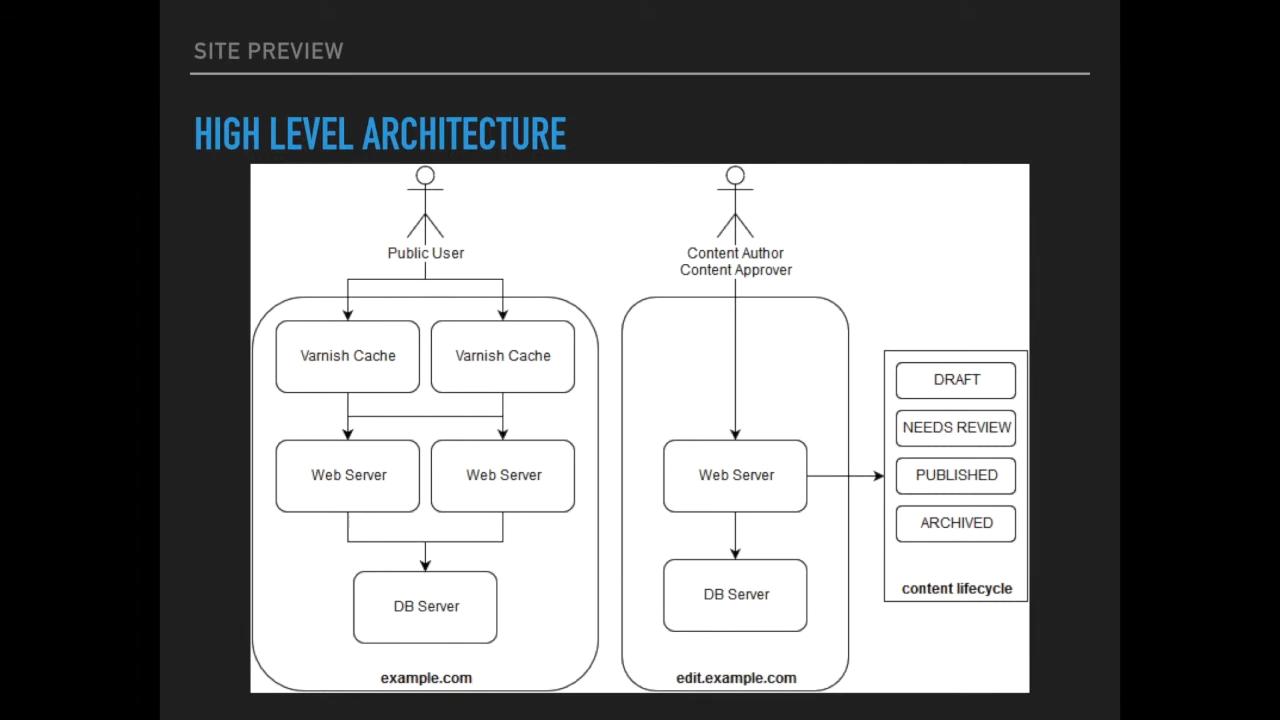 SITE PREVIEW
HIGH LEVEL ARCHITECTURE
Public User
Varnish Cache
Varnish Cache
Web Server
Web Server
DB Server
example.com
Content Author
Content Approver
Web Server
DB Server
edit.example.com
DRAFT
NEEDS REVIEW
PUBLISHED
ARCHIVED
content lifecycle